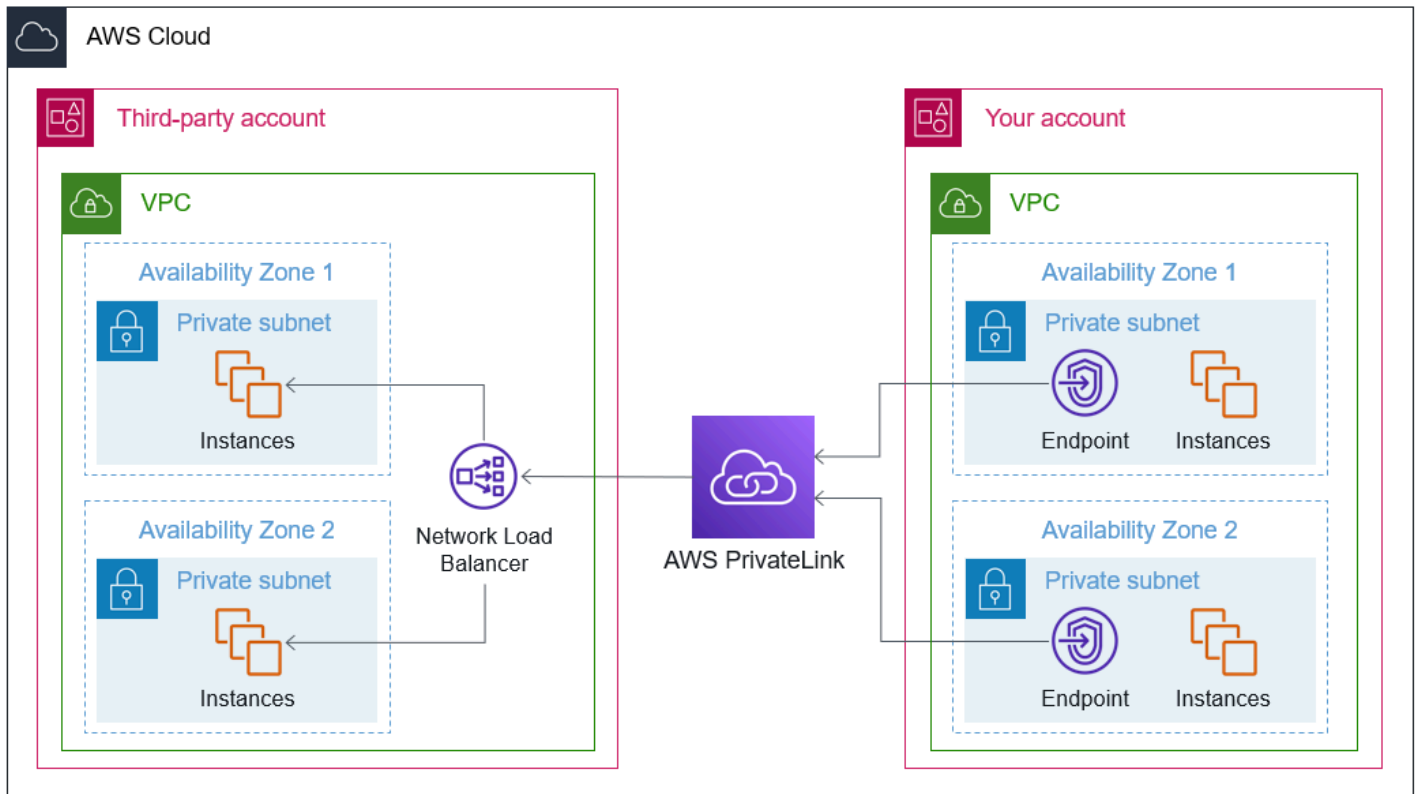 AWS Cloud
Third-party account
VPC
Availability Zone 1
Private subnet
Instances
Availability Zone 2
Private subnet
Instances
Network Load
Balancer
AWS PrivateLink
Your account
VPC
Availability Zone 1
Private subnet
Endpoint
Instances
Availability Zone 2
Private subnet
Endpoint
Instances